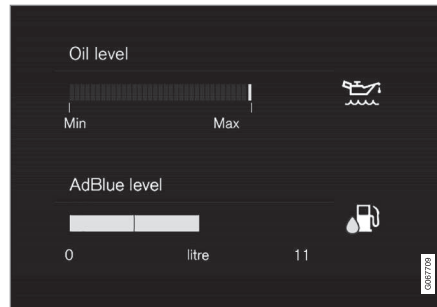 Oil level
Min Max
AdBlue level
0 litre 11
G067709